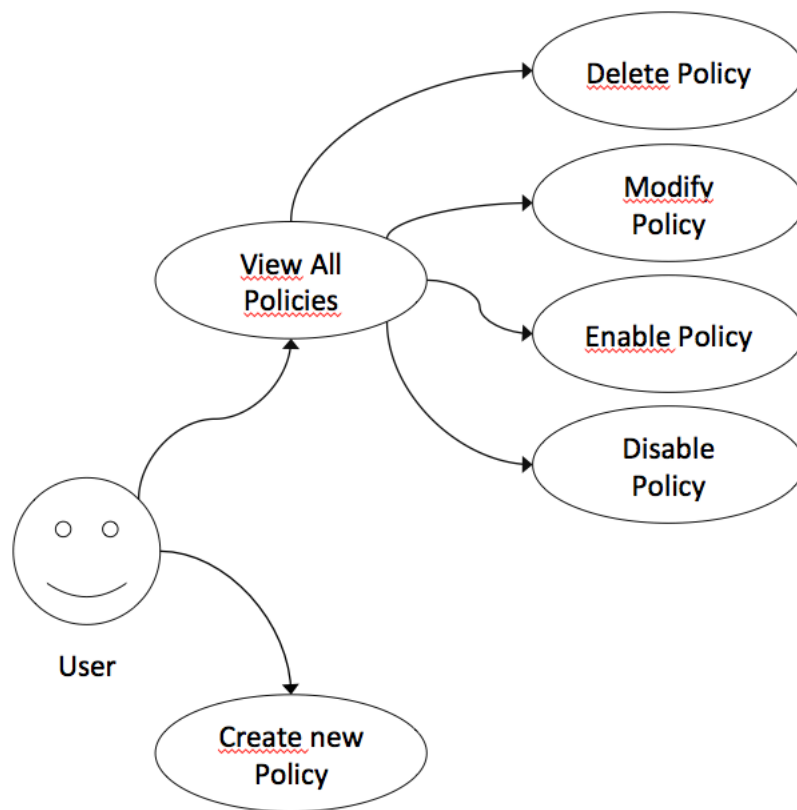 Delete Policy
Modify
Policy
View All
Policies
Enable Policy
Disable
Policy
User
Create new
Policy